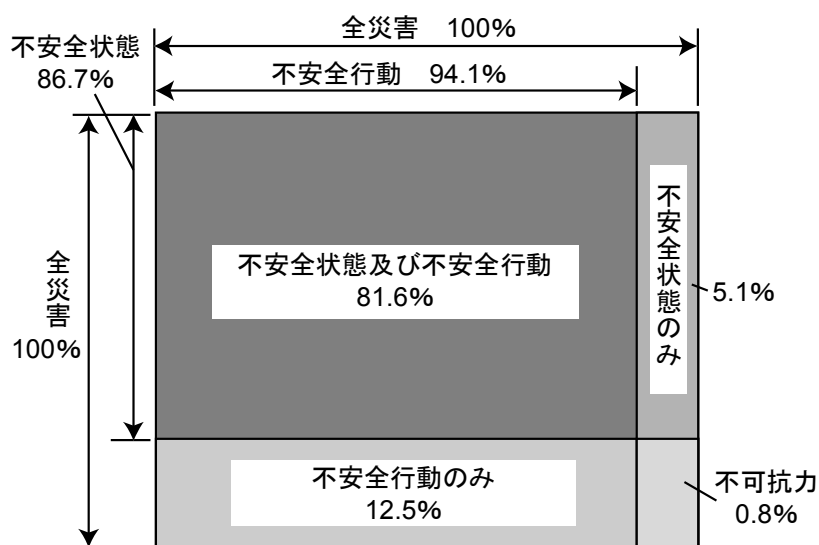 全災害 100%
不安全状態
86.7%
不安全行動 94.1%
全災害
100%
不安全状態及び不安全行動
81.6%
不安全状態のみ
5.1%
不安全行動のみ
12.5%
不可抗力
0.8%